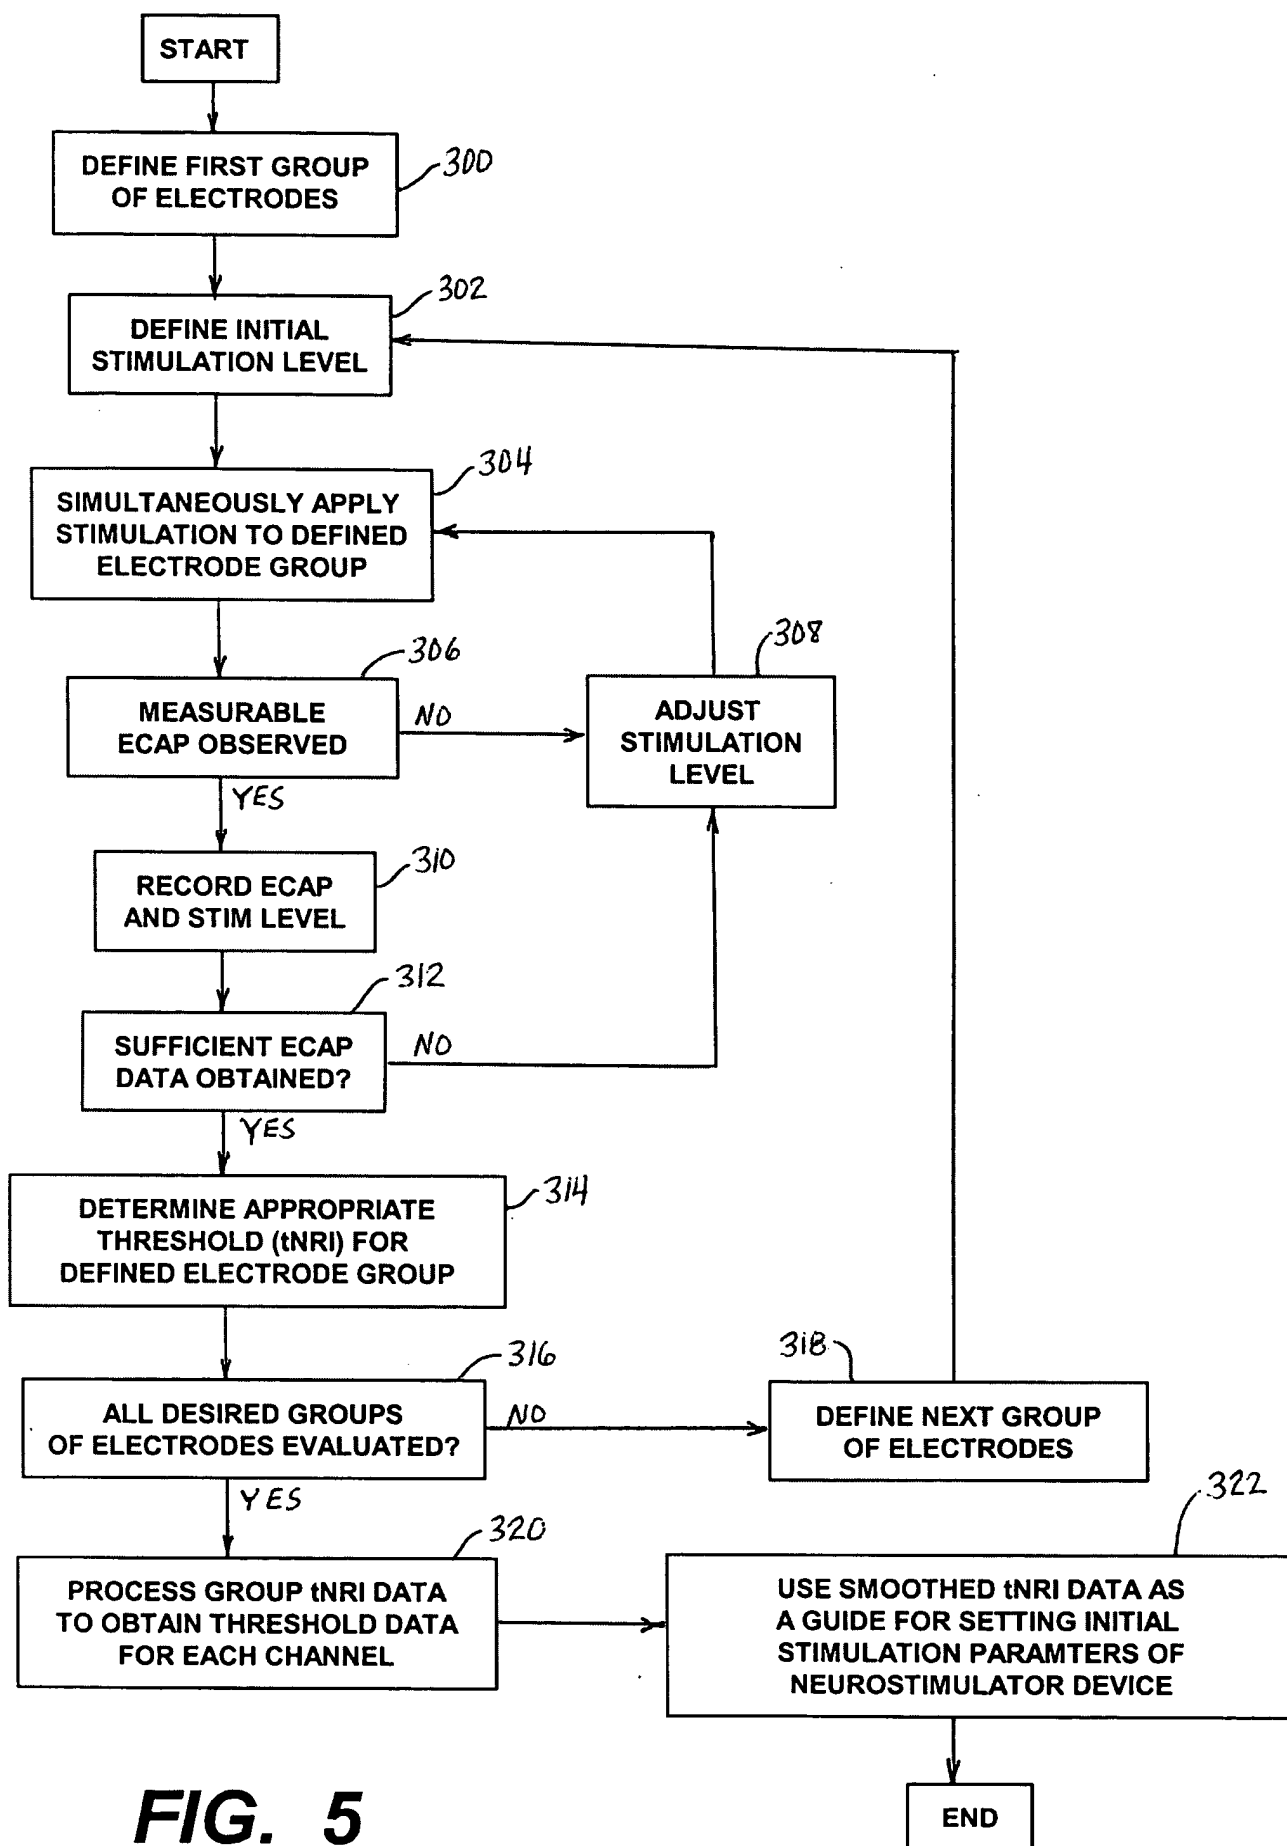 START
DEFINE FIRST GROUP
OF ELECTRODES
300
DEFINE INITIAL
STIMULATION LEVEL
302
SIMULTANEOUSLY APPLY
STIMULATION TO DEFINED
ELECTRODE GROUP
304
MEASURABLE
ECAP OBSERVED
306
NO
YES
ADJUST
STIMULATION
LEVEL
308
RECORD ECAP
AND STIM LEVEL
310
SUFFICIENT ECAP
DATA OBTAINED?
312
NO
YES
DETERMINE APPROPRIATE
THRESHOLD (tNRI) FOR
DEFINED ELECTRODE GROUP
314
ALL DESIRED GROUPS
OF ELECTRODES EVALUATED?
316
NO
YES
DEFINE NEXT GROUP
OF ELECTRODES
318
PROCESS GROUP tNRI DATA
TO OBTAIN THRESHOLD DATA
FOR EACH CHANNEL
320
USE SMOOTHED tNRI DATA AS
A GUIDE FOR SETTING INITIAL
STIMULATION PARAMTERS OF
NEUROSTIMULATOR DEVICE
322
END
FIG. 5